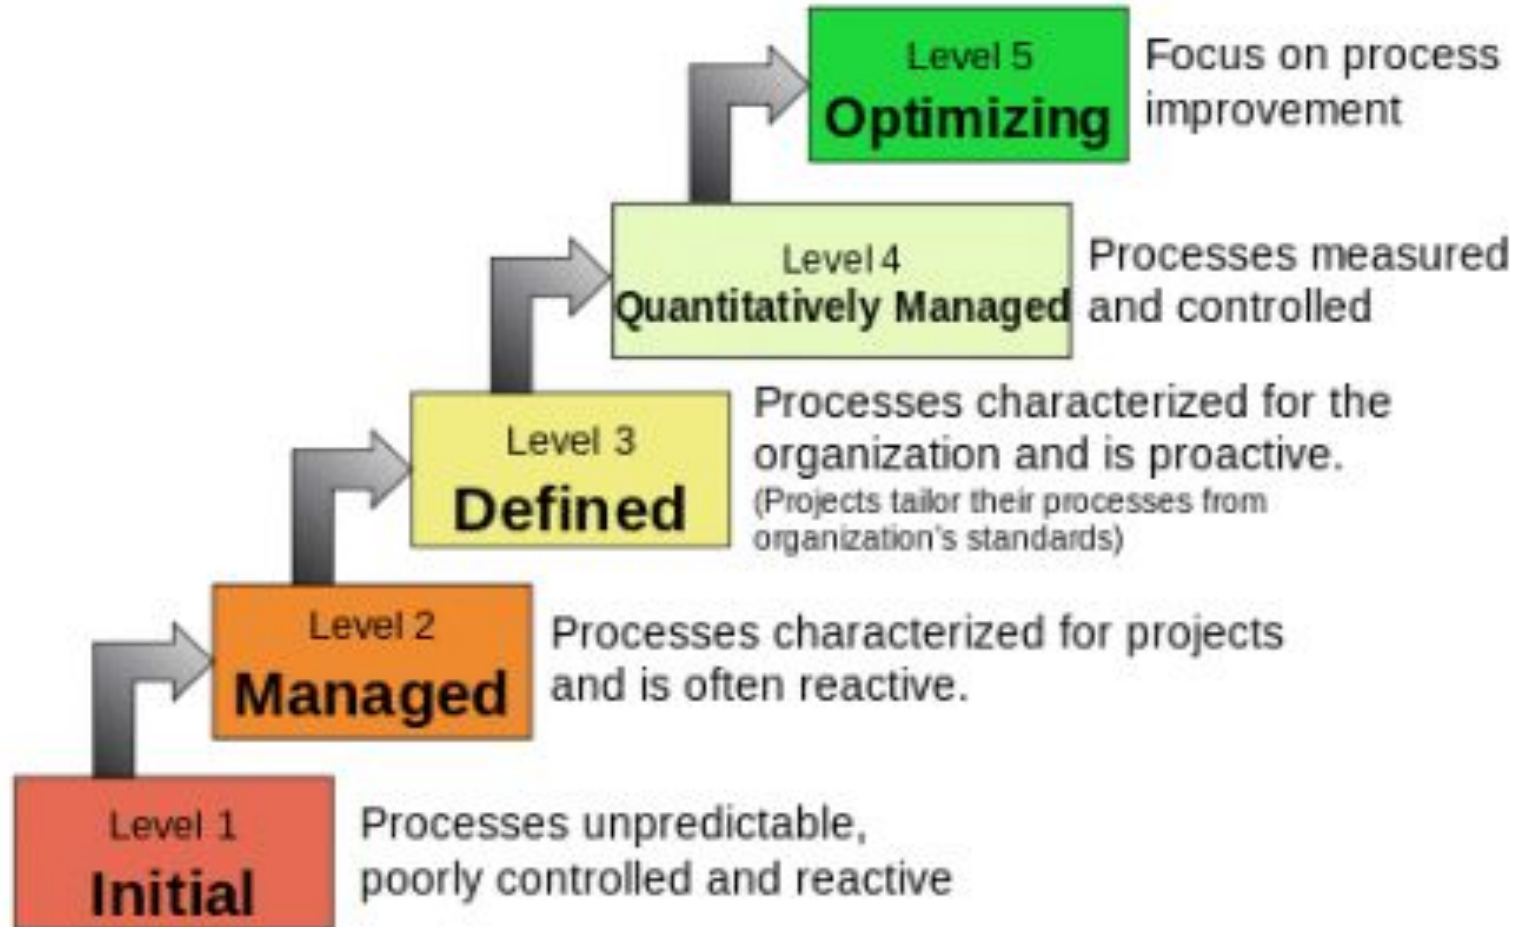 Level 5
Optimizing
Focus on process
improvement
Level 4
Quantitatively Managed
Processes measured
and controlled
Level 3
Defined
Processes characterized for the
organization and is proactive.
(Projects tailor their processes from
organization's standards)
Level 2
Managed
Processes characterized for projects
and is often reactive.
Level 1
Initial
Processes unpredictable,
poorly controlled and reactive